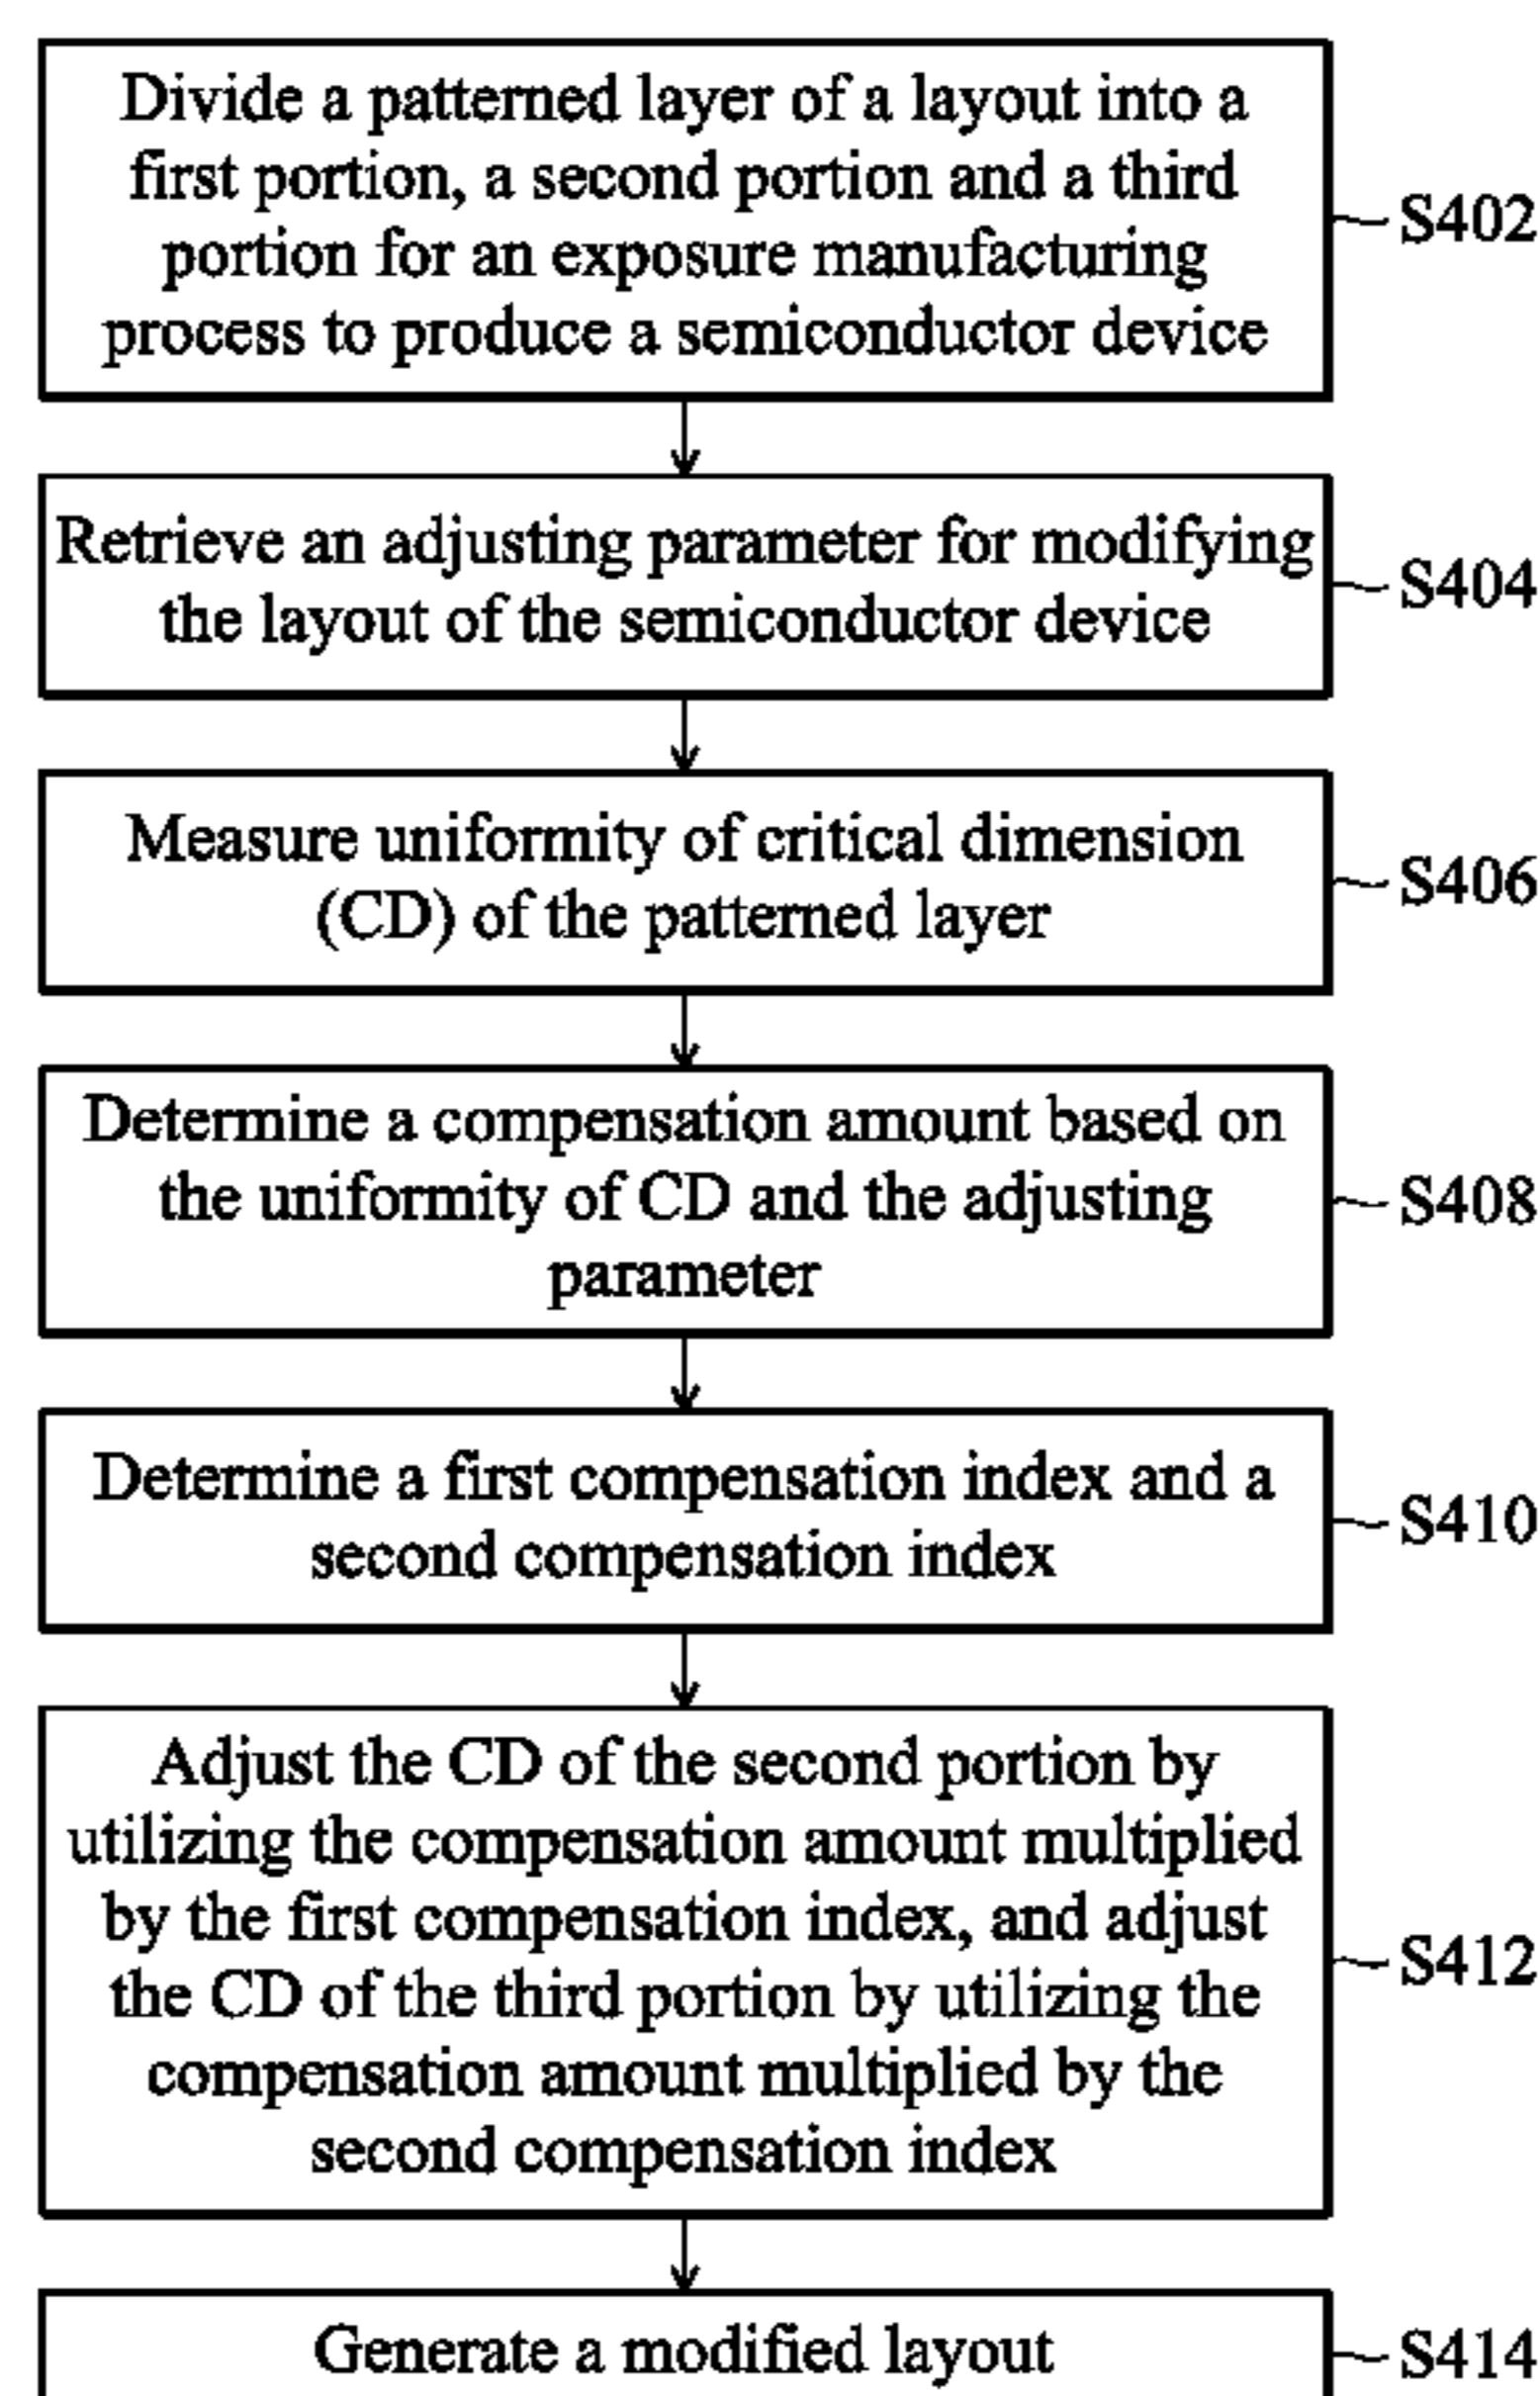 Divide a patterned layer of a layout into a
first portion, a second portion and a third
portion for an exposure manufacturing
process to produce a semiconductor device
S402
Retrieve an adjusting parameter for modifying
the layout of the semiconductor device
S404
Measure uniformity of critical dimension
(CD) of the patterned layer
S406
Determine a compensation amount based on
the uniformity of CD and the adjusting
parameter
S408
Determine a first compensation index and a
second compensation index
S410
Adjust the CD of the second portion by
utilizing the compensation amount multiplied
by the first compensation index, and adjust
the CD of the third portion by utilizing the
compensation amount multiplied by the
second compensation index
S412
Generate a modified layout
S414